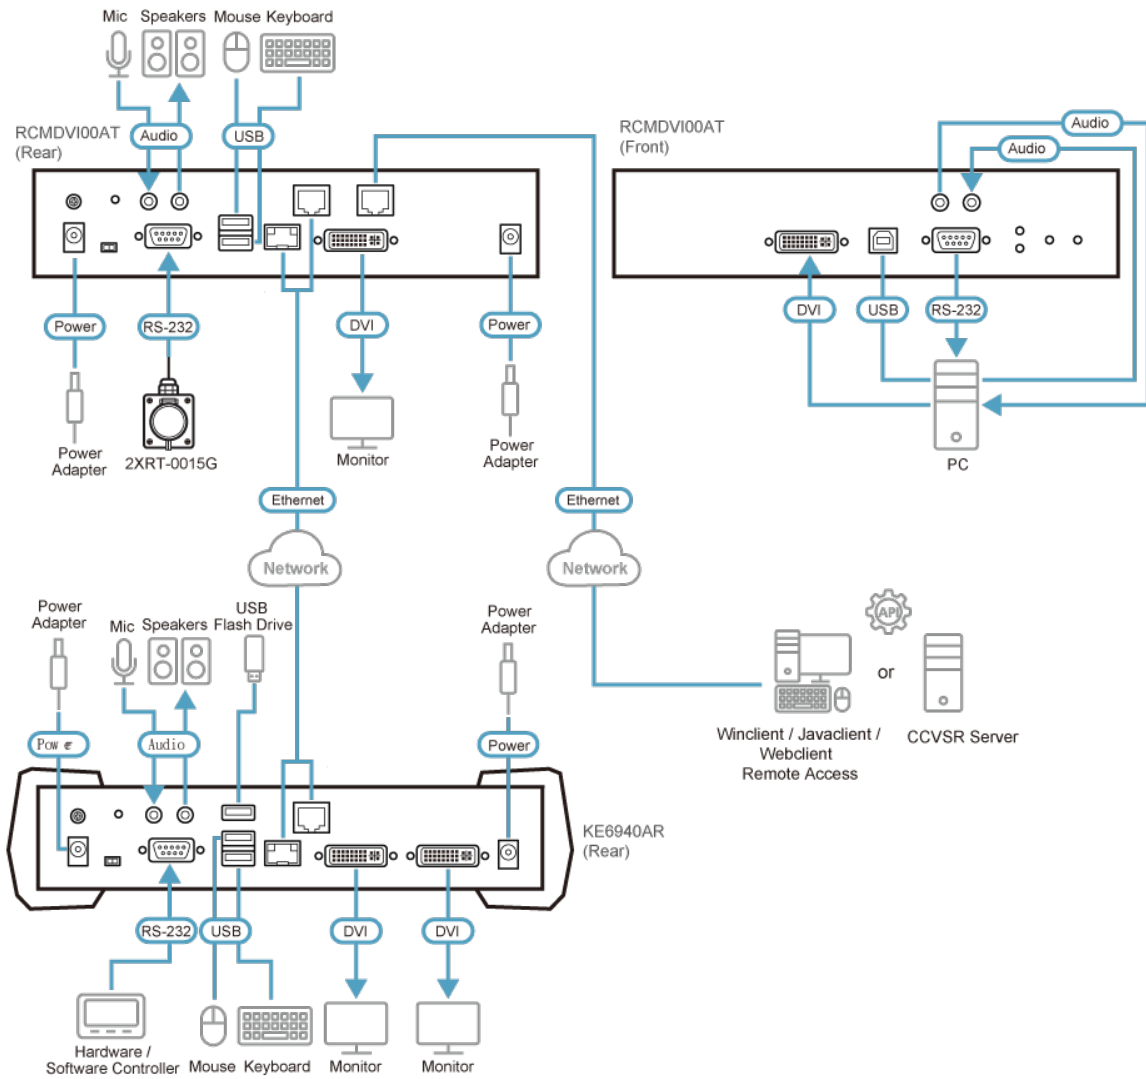 Mic Speakers Mouse Keyboard
RCMDVI00AT
(Rear)
Audio
USB
RCMDVI00AT
(Front)
Audio
Audio
Power
RS-232
DVI
Power
DVI
USB
RS-232
Power
Adapter
2XRT-0015G
Monitor
Power
Adapter
PC
Ethernet
Ethernet
Network
Network
Power
Adapter
Mic Speakers
USB
Flash Drive
Power
Adapter
API
or
Winclient / Javaclient /
Webclient
Remote Access
CCVSR Server
Power
Audio
Power
KE6940AR
(Rear)
RS-232
USB
DVI
DVI
Hardware /
Software Controller
Mouse Keyboard
Monitor
Monitor